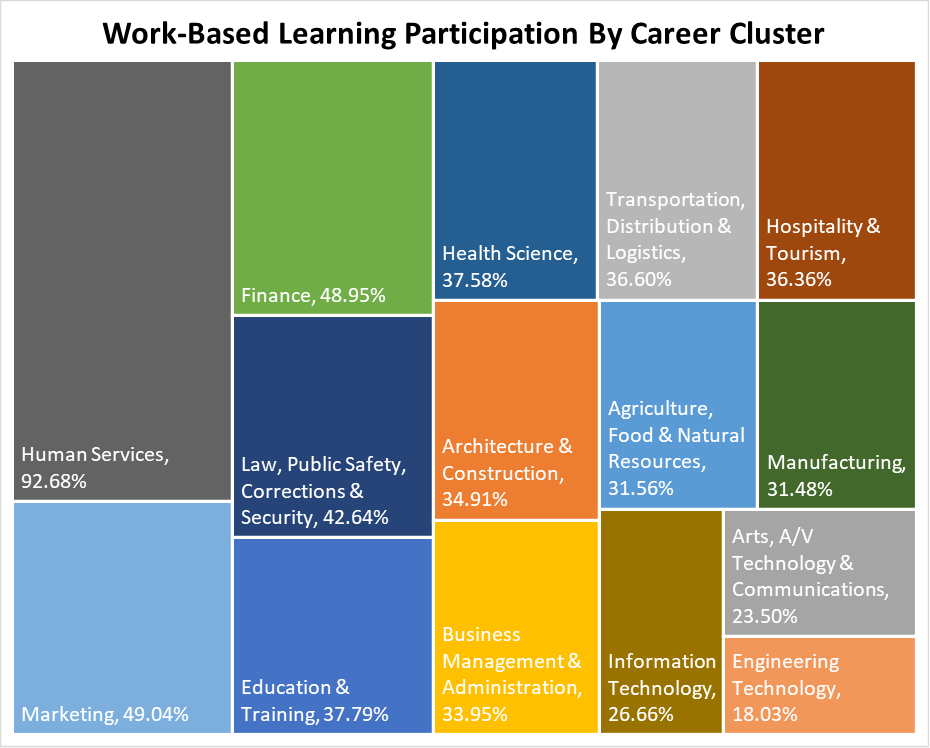 Work-Based Learning Participation By Career Cluster
Human Services,
92.68%
Marketing, 49.04%
Finance, 48.95%
Law, Public Safety,
Corrections &
Security, 42.64%
Education &
Training, 37.79%
Health Science,
37.58%
Transportation,
Distribution &
Logistics,
36.60%
Hospitality &
Tourism,
36.36%
Architecture &
Construction,
34.91%
Business
Management &
Administration,
33.95%
Agriculture,
Food & Natural
Resources,
31.56%
Manufacturing,
31.48%
Information
Technology,
26.66%
Arts, A/V
Technology &
Communications,
23.50%
Engineering
Technology,
18.03%